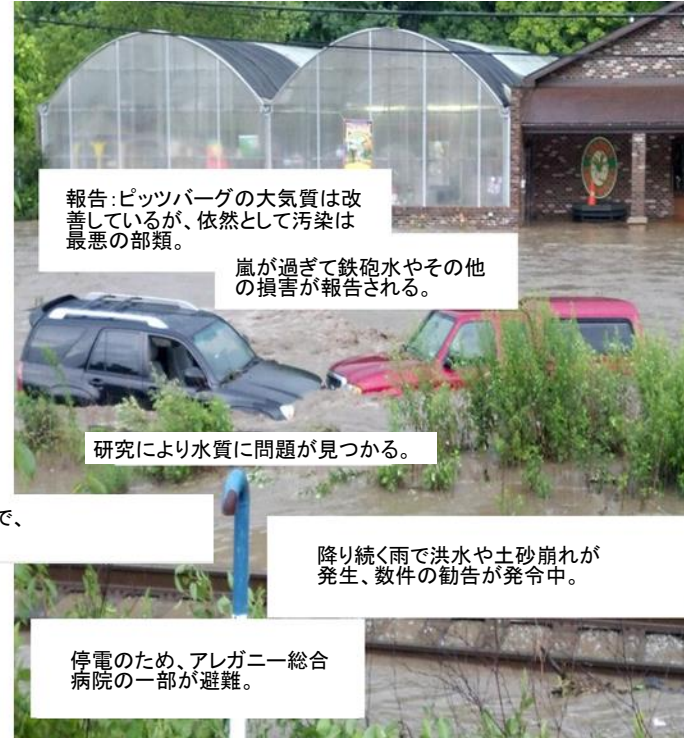 報告：ピッツバーグの大気質は改
善しているが、依然として汚染は
最悪の部類。
嵐が過ぎて鉄砲水やその他
の損害が報告される。
研究により水質に問題が見つかる。
で、
降り続く雨で洪水や土砂崩れが
発生、数件の勧告が発令中。
停電のため、アレガニー総合
病院の一部が避難。